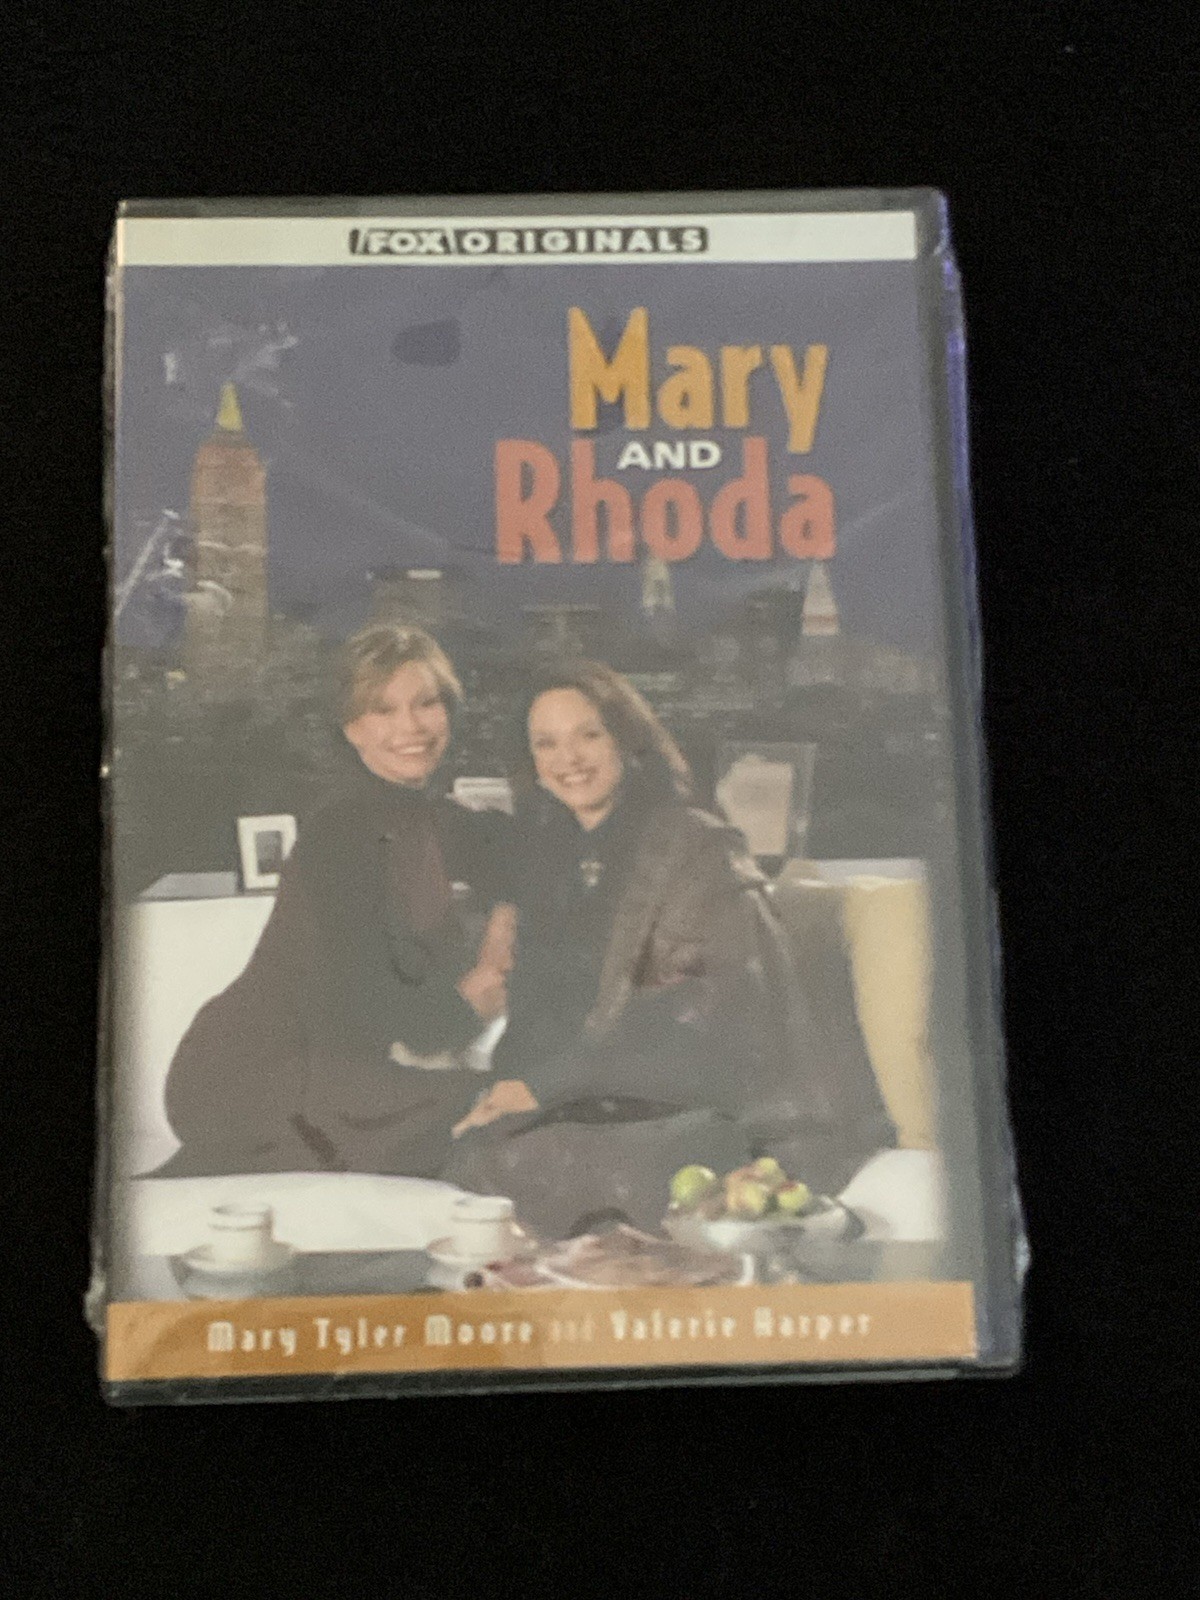 FOX ORIGINALS
Mary
AND
Rhoda
Mary Tyler Moore and Valerie Harper